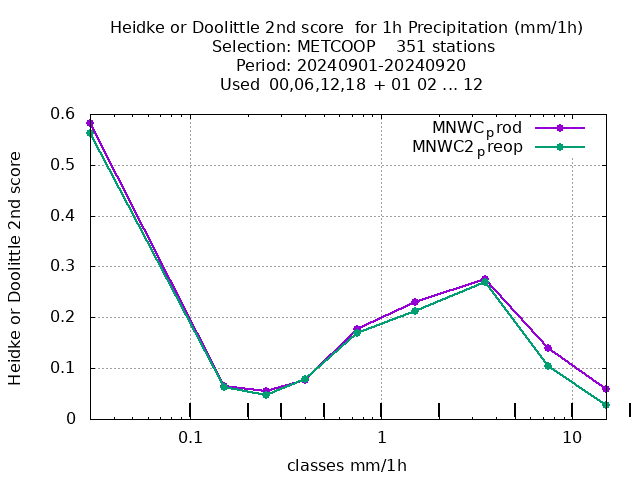 Heidke or Doolittle 2nd score  for 1h Precipitation (mm/1h)
Selection: METCOOP    351 stations
Period: 20240901-20240920
Used  00,06,12,18 + 01 02 ... 12
MNWCprod
MNWC2preop
0.6
0.5
0.4
0.3
0.2
0.1
0
Heidke or Doolittle 2nd score
0.1 1 10
classes mm/1h